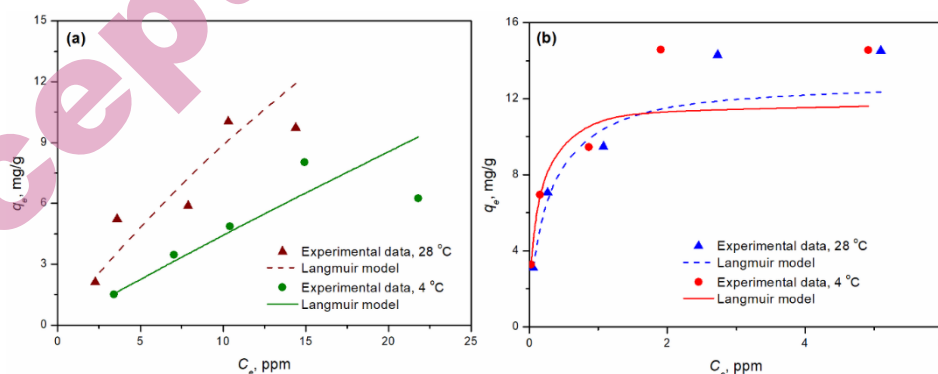 cep
(a)
15
12
9
6
3
0
qe, mg/g
Experimental data, 28 °C
Langmuir model
Experimental data, 4 °C
Langmuir model
0 5 10 15 20 25
Ce, ppm
(b)
16
12
8
4
0
qe, mg/g
Experimental data, 28 °C
Langmuir model
Experimental data, 4 °C
Langmuir model
0 2 4
Ce, ppm